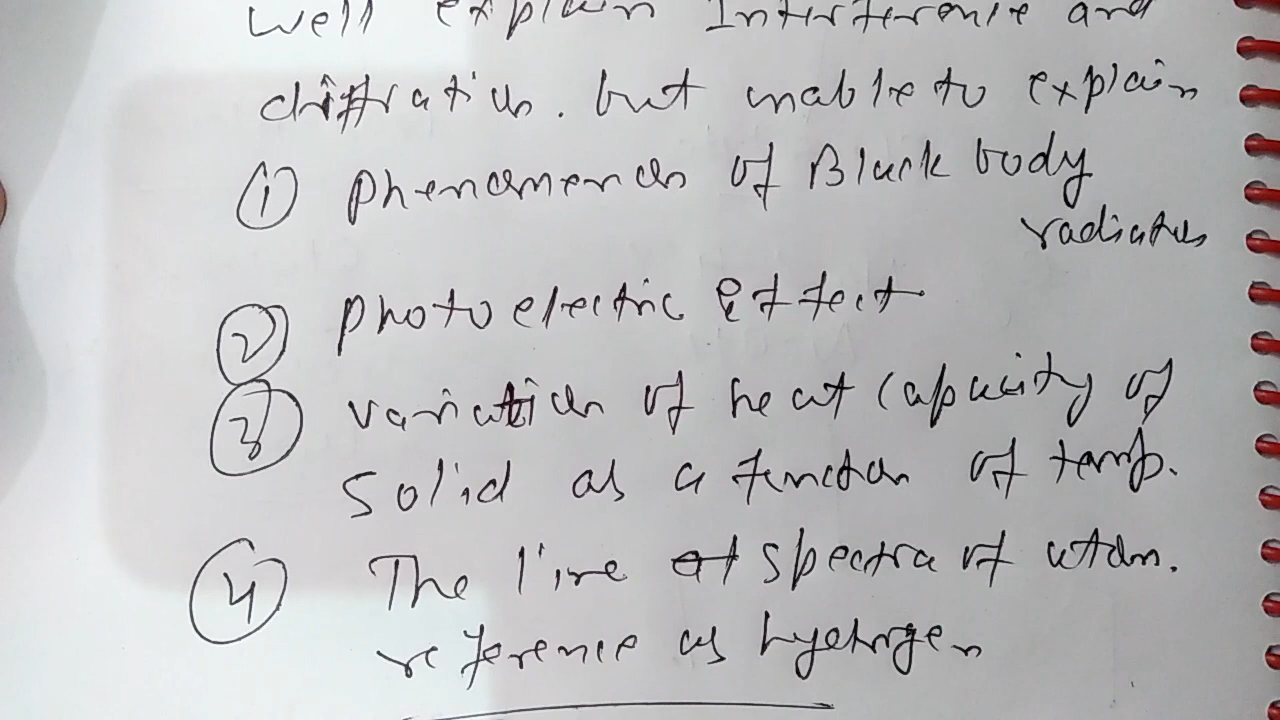 well explain Interference and
diffration. but unable to explain
① phenomenon of Black body
radiation
② photoelectric Effect
③ variation of heat capacity of
solid as a function of temp.
④ The line spectra of atom.
reference as hydrogen